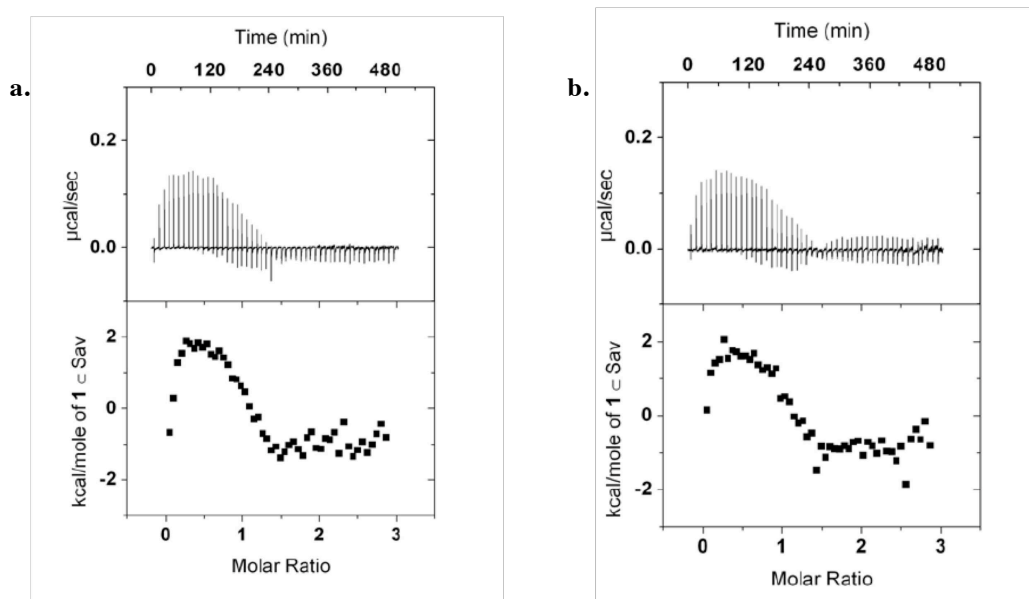 a.
Time (min)
0 120 240 360 480
0.2
0.0
µcal/sec
2
0
-2
kcal/mole of 1 ⊂ Sav
0 1 2 3
Molar Ratio
b.
Time (min)
0 120 240 360 480
0.2
0.0
µcal/sec
2
0
-2
kcal/mole of 1 ⊂ Sav
0 1 2 3
Molar Ratio